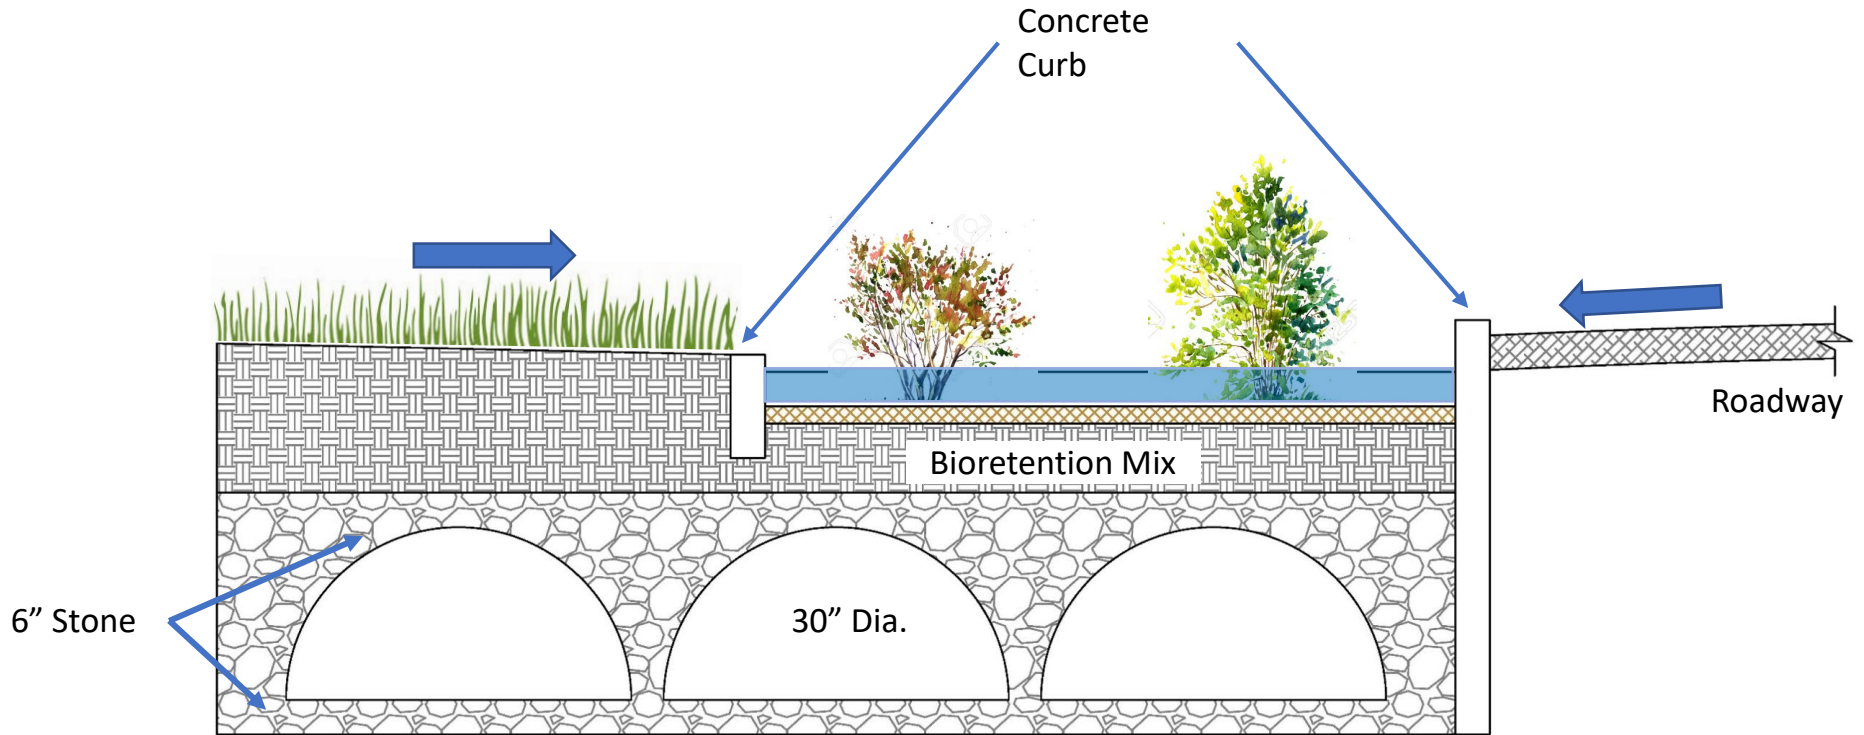 Concrete
Curb
Roadway
Bioretention Mix
6” Stone
30” Dia.